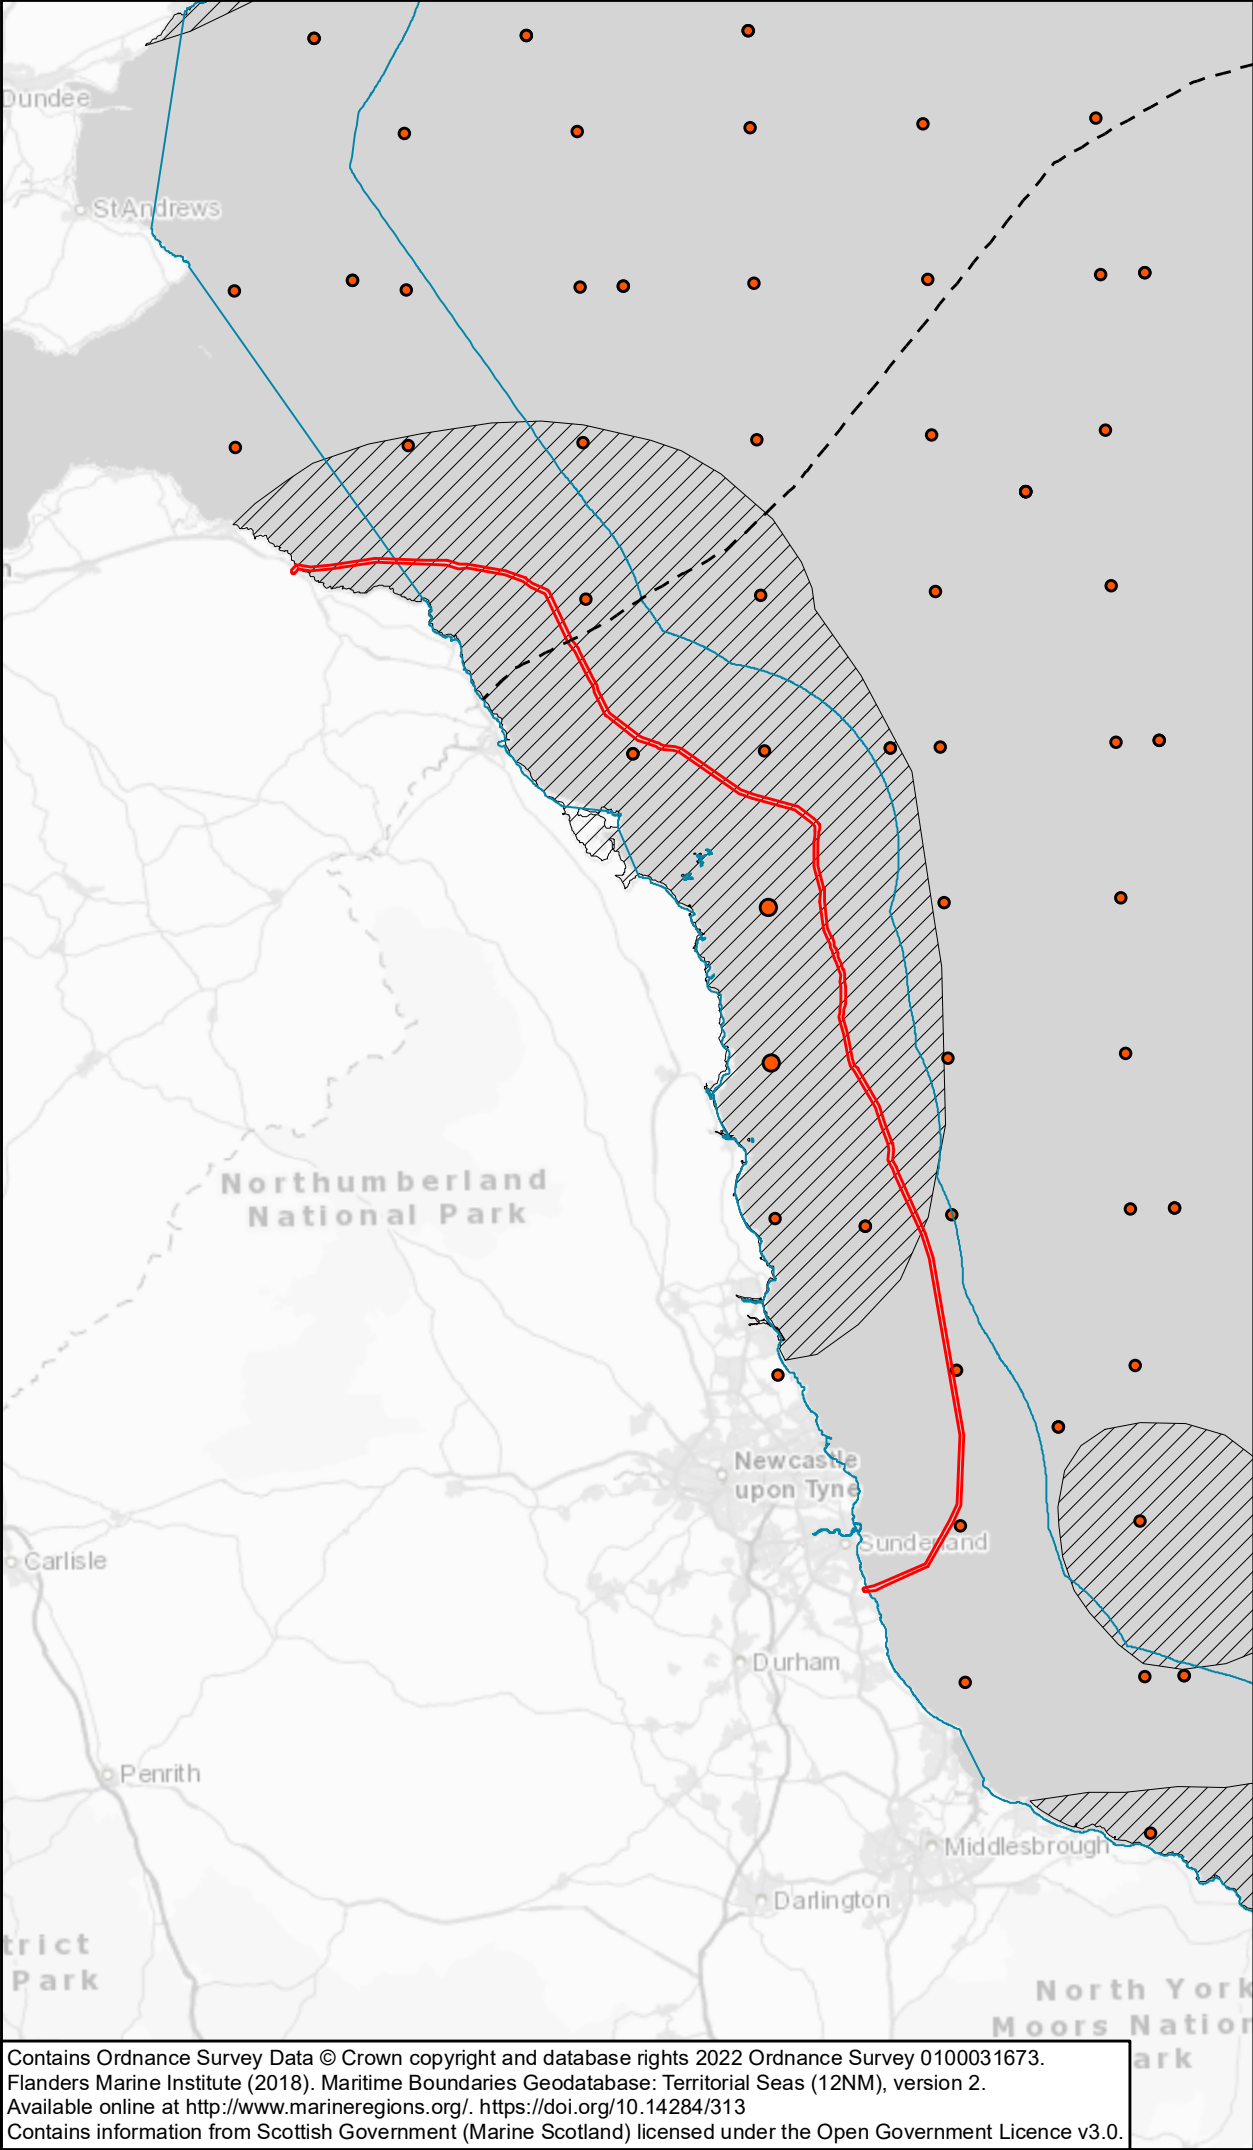 Dundee
St Andrews
n
Northumberland
National Park
Newcastle
upon Tyne
Sunderland
Carlisle
Durham
Penrith
Middlesbrough
Darlington
trict
Park
North York
Moors Nation
ark
Contains Ordnance Survey Data © Crown copyright and database rights 2022 Ordnance Survey 0100031673.
Flanders Marine Institute (2018). Maritime Boundaries Geodatabase: Territorial Seas (12NM), version 2.
Available online at http://www.marineregions.org/. https://doi.org/10.14284/313
Contains information from Scottish Government (Marine Scotland) licensed under the Open Government Licence v3.0.